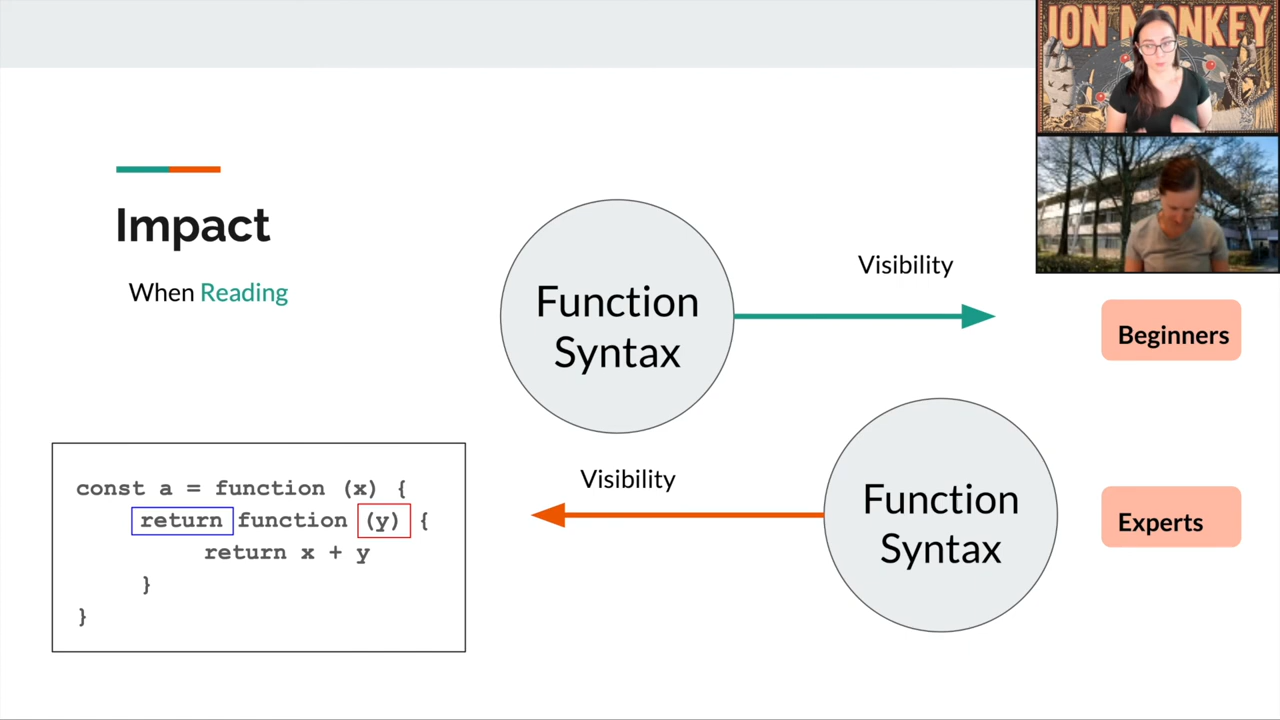 ION MONKEY
Impact
When Reading
Function
Syntax
Visibility
Beginners
Visibility
Function
Syntax
Experts
const a = function (x) {
return function (y) {
return x + y
}
}